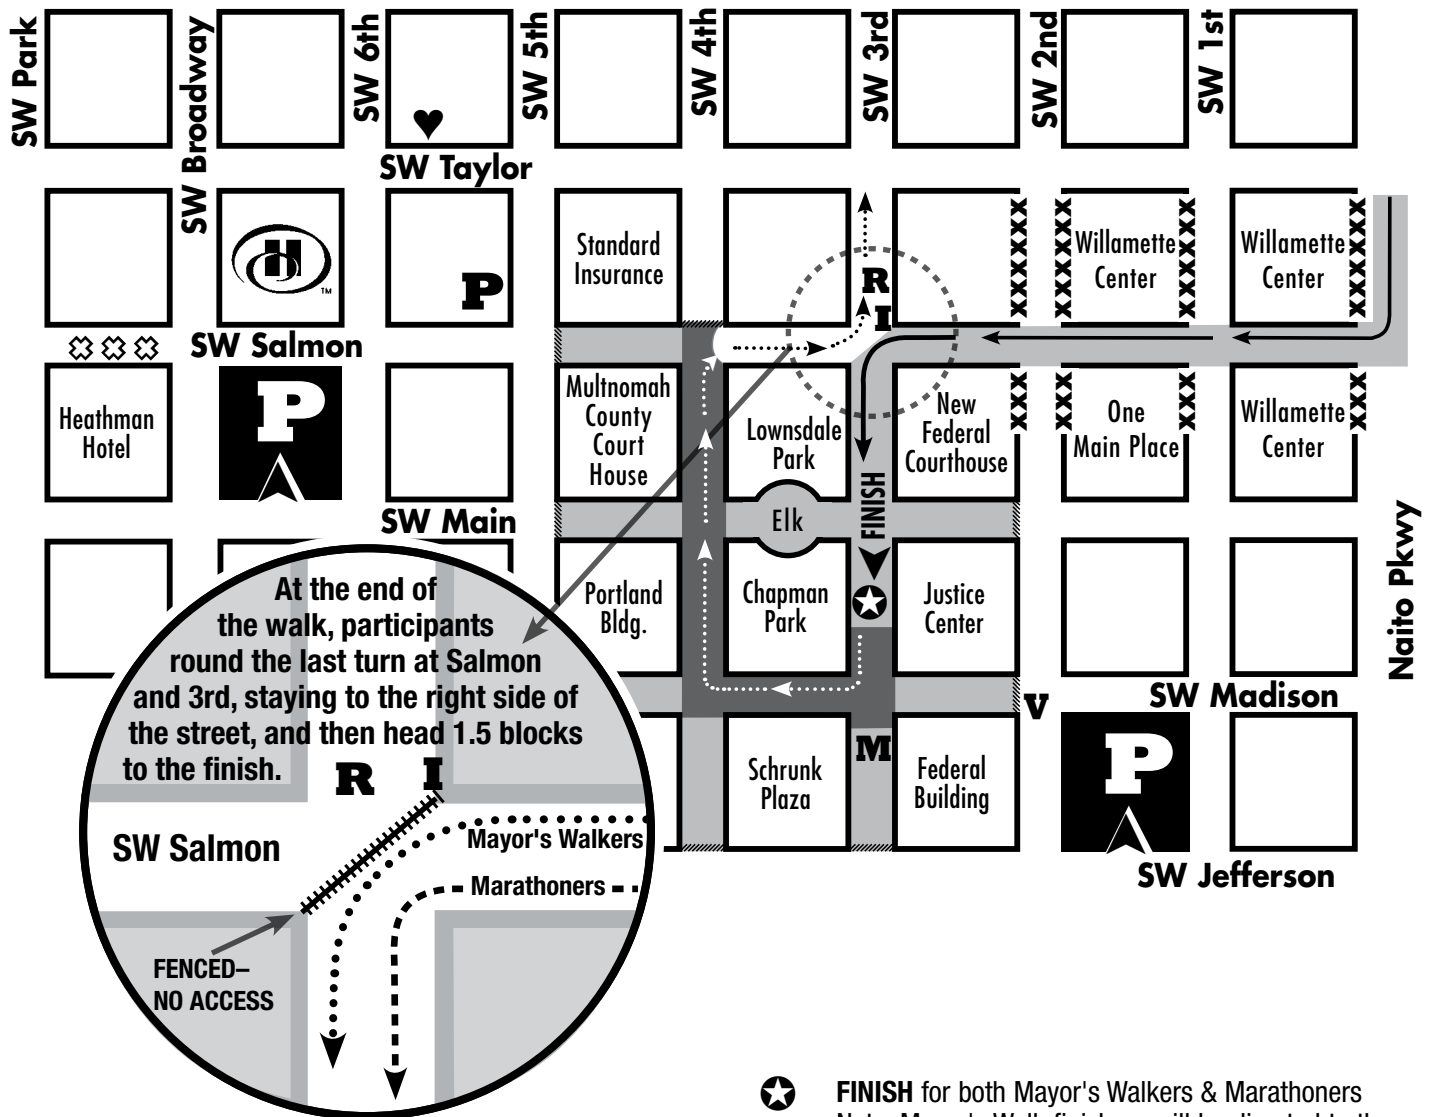 SW Park
SW Broadway
SW 6th
SW 5th
SW 4th
SW 3rd
SW 2nd
SW 1st
SW Taylor
H
TM
P
Standard
Insurance
R
I
Willamette
Center
Willamette
Center
SW Salmon
Heathman
Hotel
P
Multnomah
County
Court
House
Lownsdale
Park
New
Federal
Courthouse
One
Main Place
Willamette
Center
FINISH
SW Main
Elk
Naito Pkwy
Portland
Bldg.
Chapman
Park
Justice
Center
SW Madison
V
M
Schrunk
Plaza
Federal
Building
P
SW Jefferson
At the end of
the walk, participants
round the last turn at Salmon
and 3rd, staying to the right side of
the street, and then head 1.5 blocks
to the finish.
R I
SW Salmon
Mayor's Walkers
Marathoners
FENCED–
NO ACCESS
FINISH for both Mayor's Walkers & Marathoners